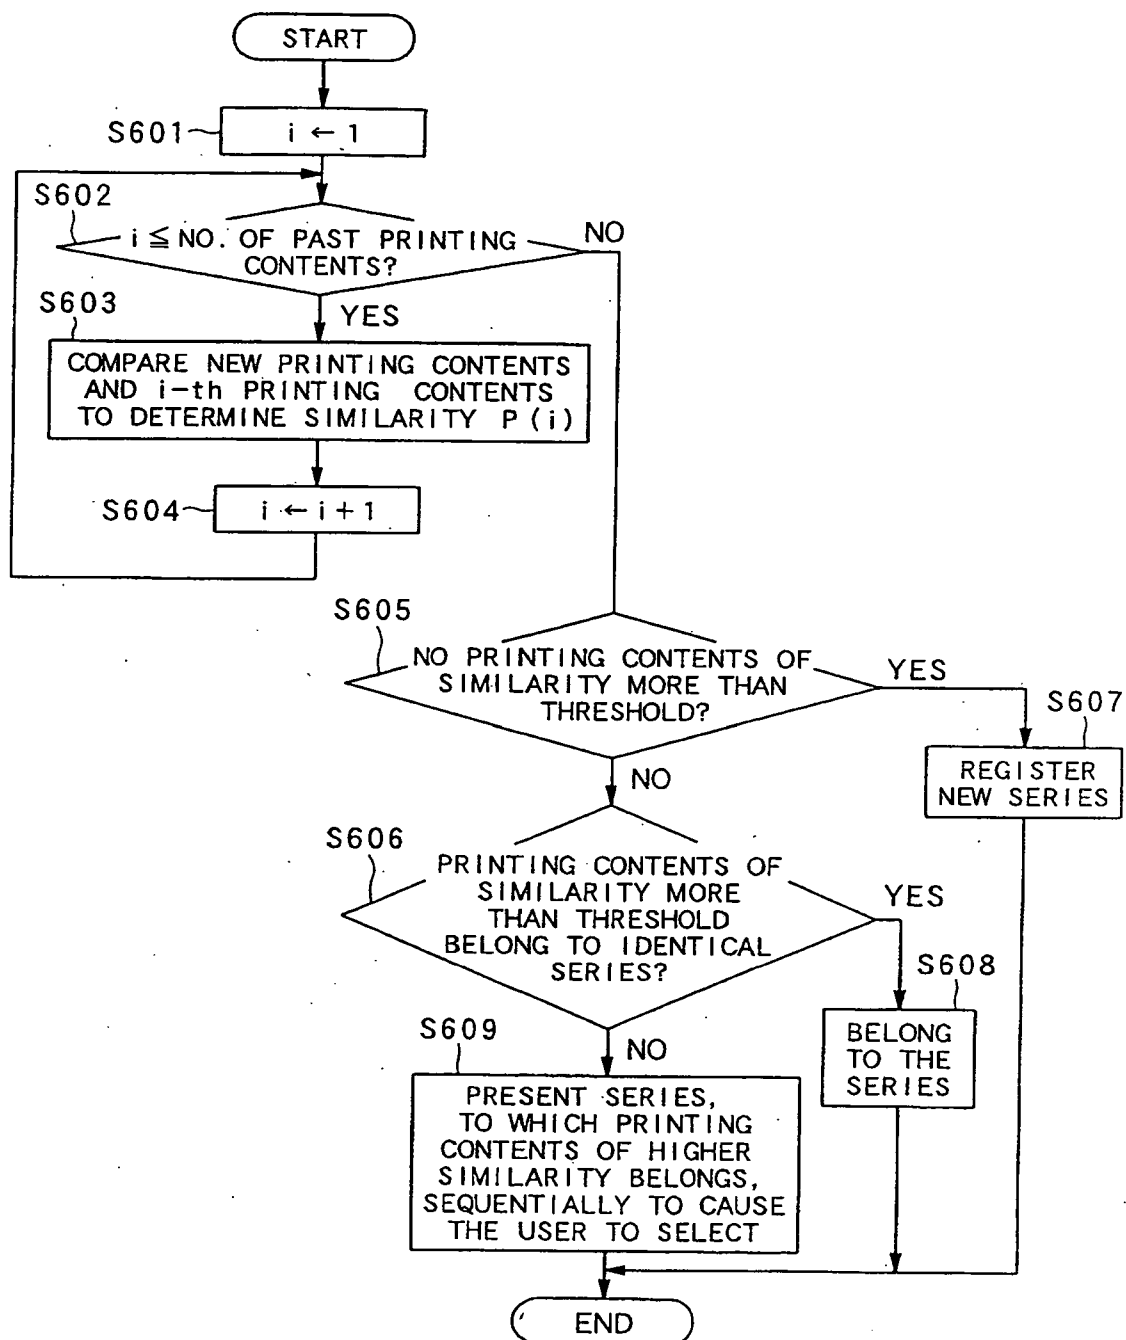 START
S601
i ← 1
S602
i ≦ NO. OF PAST PRINTING
CONTENTS?
NO
YES
S603
COMPARE NEW PRINTING CONTENTS
AND i-th PRINTING CONTENTS
TO DETERMINE SIMILARITY P(i)
S604
i ← i + 1
S605
NO PRINTING CONTENTS OF
SIMILARITY MORE THAN
THRESHOLD?
YES
NO
S607
REGISTER
NEW SERIES
S606
PRINTING CONTENTS OF
SIMILARITY MORE
THAN THRESHOLD
BELONG TO IDENTICAL
SERIES?
YES
NO
S608
BELONG
TO THE
SERIES
S609
PRESENT SERIES,
TO WHICH PRINTING
CONTENTS OF HIGHER
SIMILARITY BELONGS,
SEQUENTIALLY TO CAUSE
THE USER TO SELECT
END